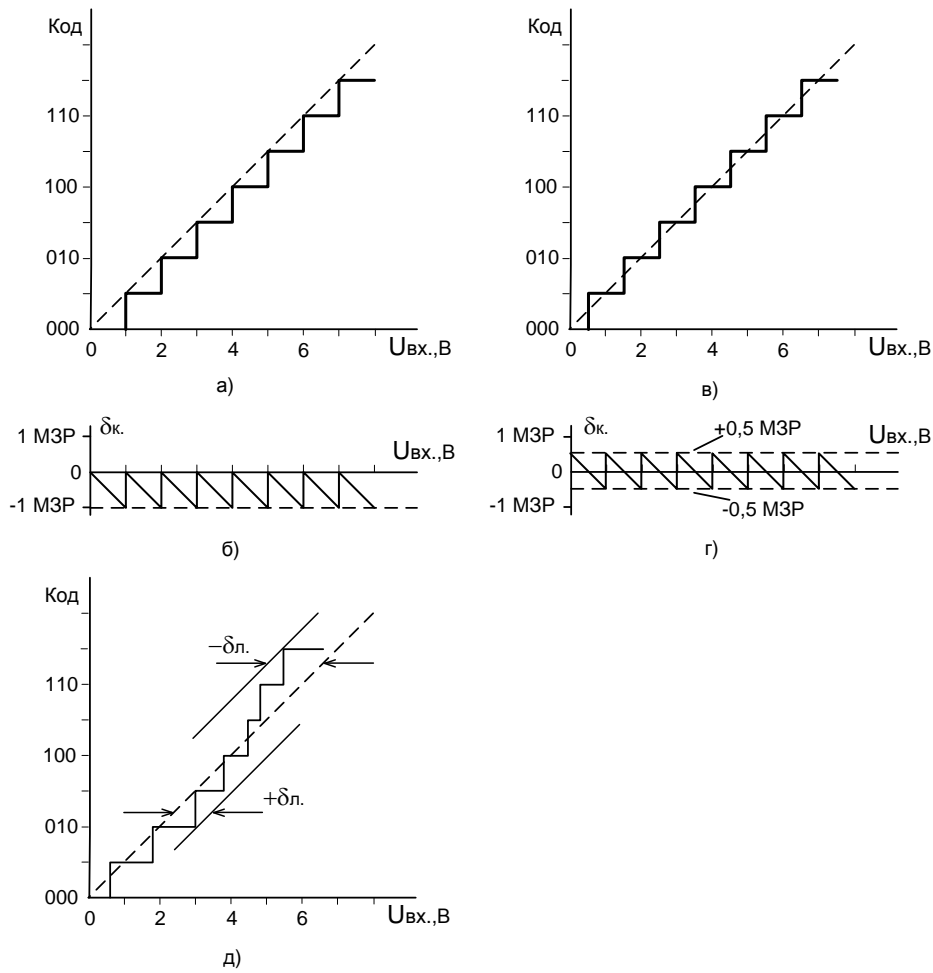 Код
110
100
010
000
0
2
4
6
Uвх.,В
а)
Код
110
100
010
000
0
2
4
6
Uвх.,В
в)
1 МЗР
δк.
Uвх.,В
0
-1 МЗР
б)
1 МЗР
δк.
+0,5 МЗР
Uвх.,В
0
-1 МЗР
-0,5 МЗР
г)
Код
−δл.
110
100
+δл.
010
000
0
2
4
6
Uвх.,В
д)